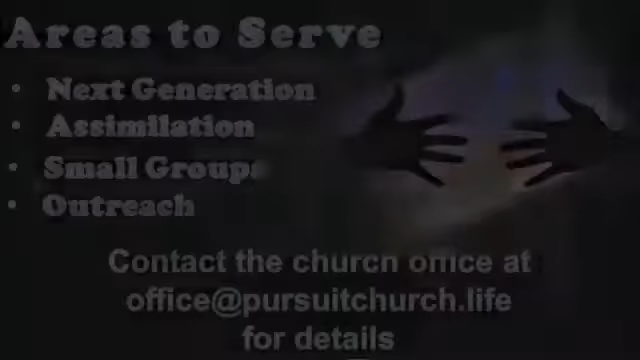 Areas to Serve
• Next Generation
• Assimilation
• Small Groups
• Outreach
Contact the church office at
office@pursuitchurch.life
for details